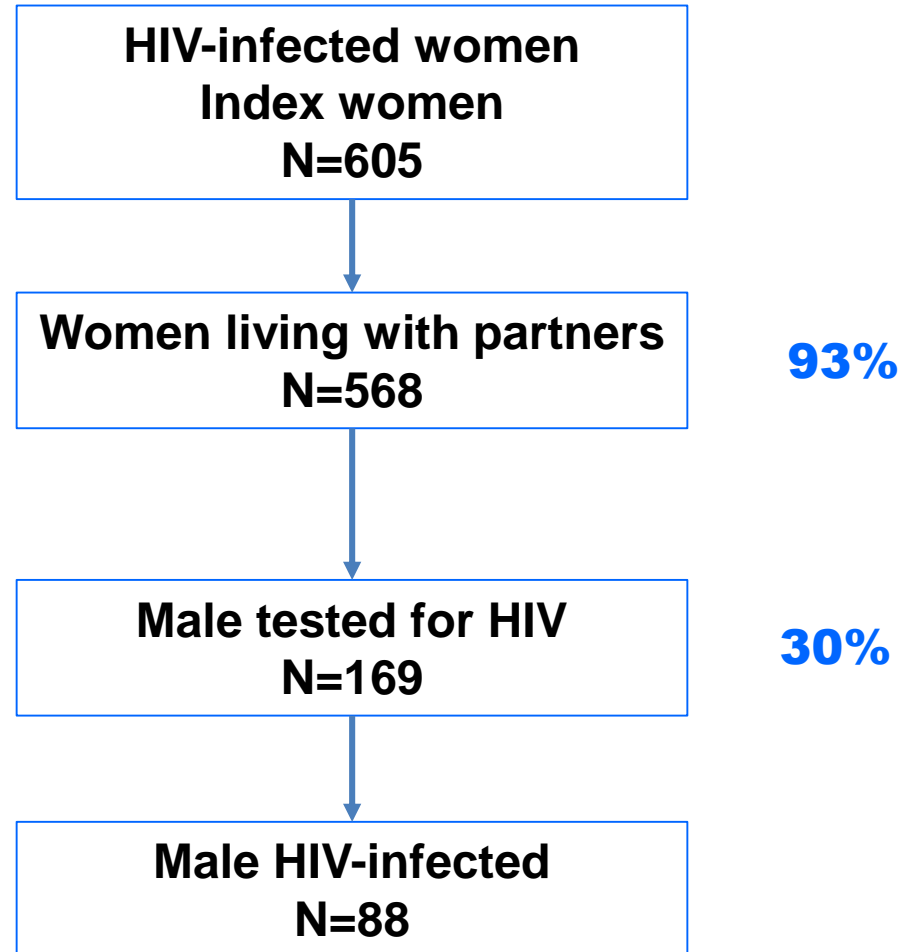 HIV-infected women
Index women
N=605
Women living with partners
N=568
93%
Male tested for HIV
N=169
30%
Male HIV-infected
N=88